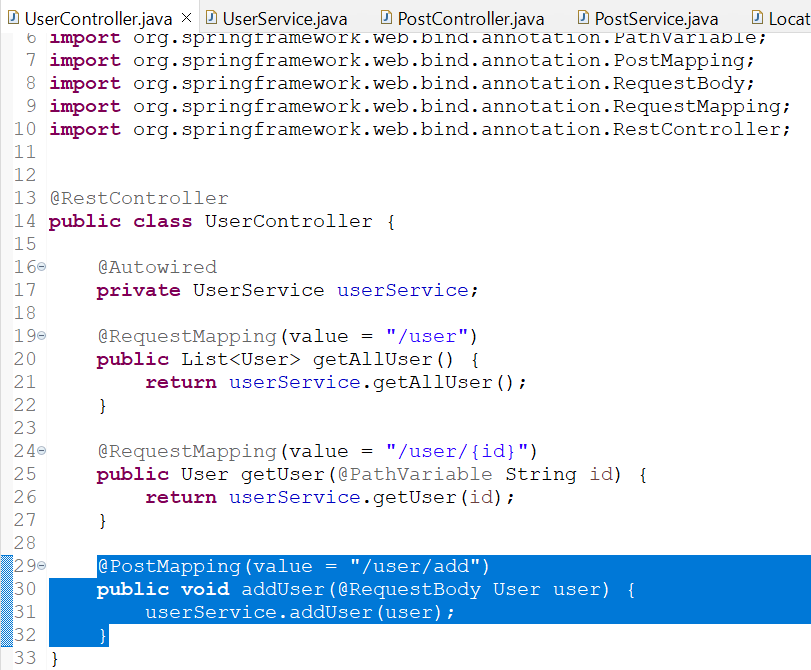 UserController.java × UserService.java PostController.java PostService.java Locat
6 import org.springframework.web.bind.annotation.PathVariable;
7 import org.springframework.web.bind.annotation.PostMapping;
8 import org.springframework.web.bind.annotation.RequestBody;
9 import org.springframework.web.bind.annotation.RequestMapping;
10 import org.springframework.web.bind.annotation.RestController;
11
12
13 @RestController
14 public class UserController {
15
16 @Autowired
17 private UserService userService;
18
19 @RequestMapping(value = "/user")
20 public List<User> getAllUser() {
21 return userService.getAllUser();
22 }
23
24 @RequestMapping(value = "/user/{id}")
25 public User getUser(@PathVariable String id) {
26 return userService.getUser(id);
27 }
28
29 @PostMapping(value = "/user/add")
30 public void addUser(@RequestBody User user) {
31 userService.addUser(user);
32 }
33 }